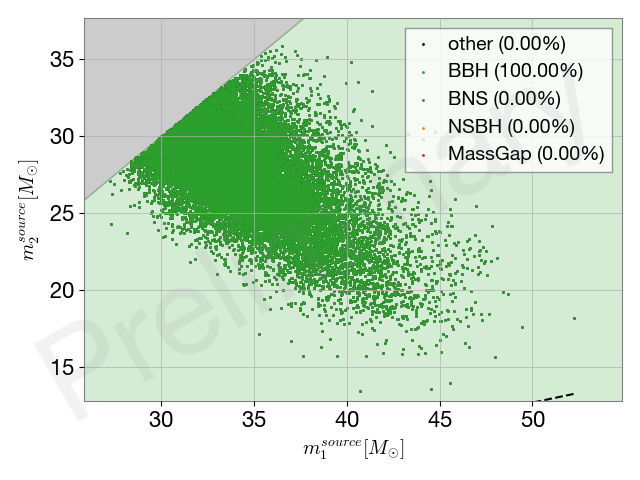 other (0.00%)
BBH (100.00%)
BNS (0.00%)
NSBH (0.00%)
MassGap (0.00%)
35
30
25
20
15
m_2^{source}[M_⊙]
30 35 40 45 50
m_1^{source}[M_⊙]
Preliminary